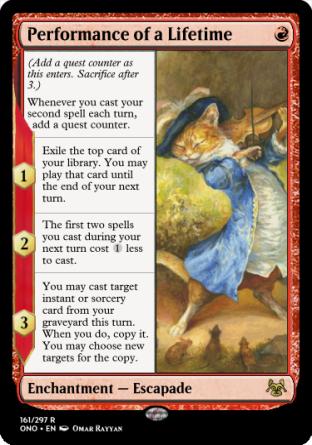 Performance of a Lifetime
(Add a quest counter as
this enters. Sacrifice after
3.)
Whenever you cast your
second spell each turn,
add a quest counter.
1
Exile the top card of
your library. You may
play that card until
the end of your next
turn.
2
The first two spells
you cast during your
next turn cost 1 less
to cast.
3
You may cast target
instant or sorcery
card from your
graveyard this turn.
When you do, copy it.
You may choose new
targets for the copy.
Enchantment — Escapade
161/297 R
ONO • EN Omar Rayyan